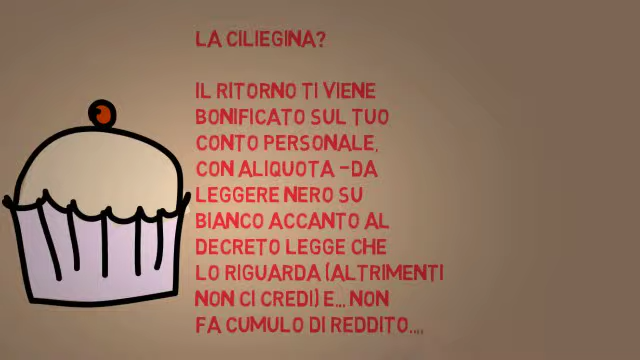 LA CILIEGINA?
IL RITORNO TI VIENE
BONIFICATO SUL TUO
CONTO PERSONALE,
CON ALIQUOTA -DA
LEGGERE NERO SU
BIANCO ACCANTO AL
DECRETO LEGGE CHE
LO RIGUARDA (ALTRIMENTI
NON CI CREDI) E... NON
FA CUMULO DI REDDITO....